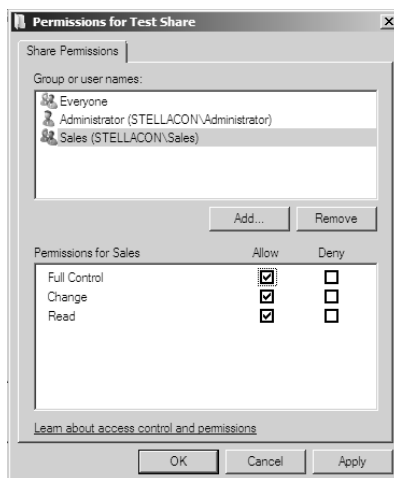 Permissions for Test Share
Share Permissions
Group or user names:
Everyone
Administrator (STELLACON\Administrator)
Sales (STELLACON\Sales)
Add... Remove
Permissions for Sales Allow Deny
Full Control
Change
Read
Learn about access control and permissions
OK Cancel Apply